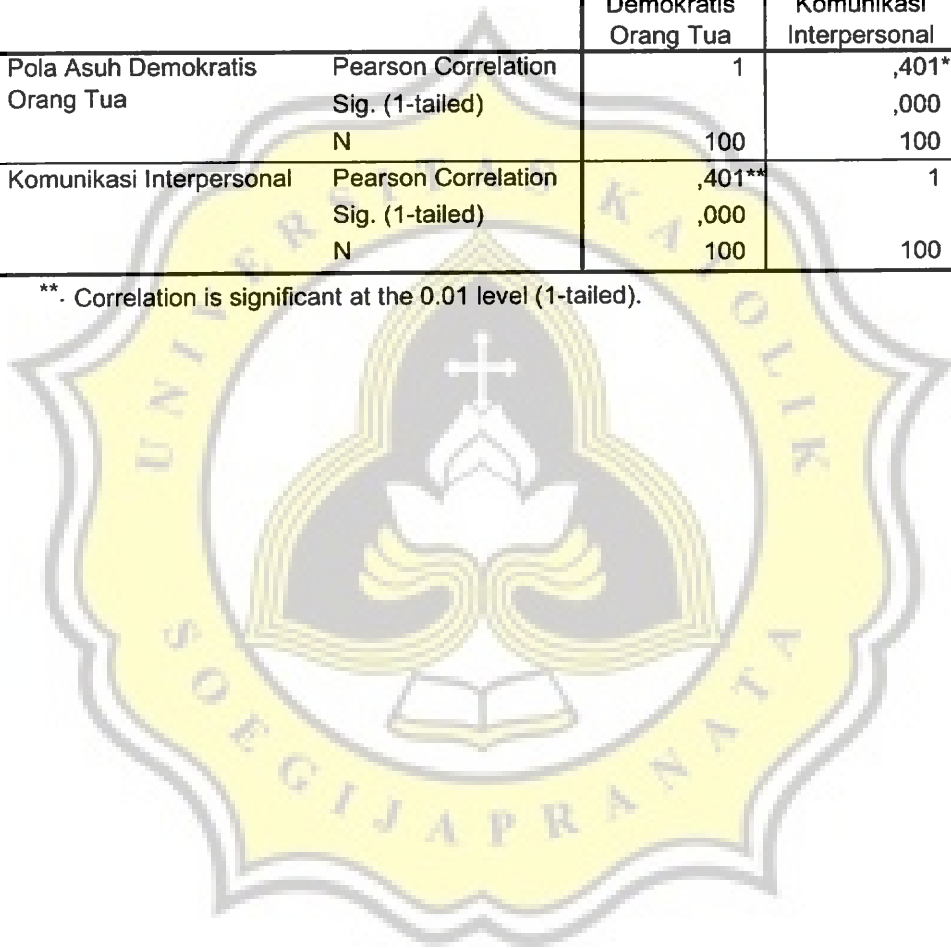 Demokratis Komunikasi
Orang Tua Interpersonal
Pola Asuh Demokratis Pearson Correlation 1 ,401*
Orang Tua Sig. (1-tailed) ,000
N 100 100
Komunikasi Interpersonal Pearson Correlation ,401** 1
Sig. (1-tailed) ,000
N 100 100
**. Correlation is significant at the 0.01 level (1-tailed).
UNIVERSITAS KATOLIK
SOEGIJAPRANATA